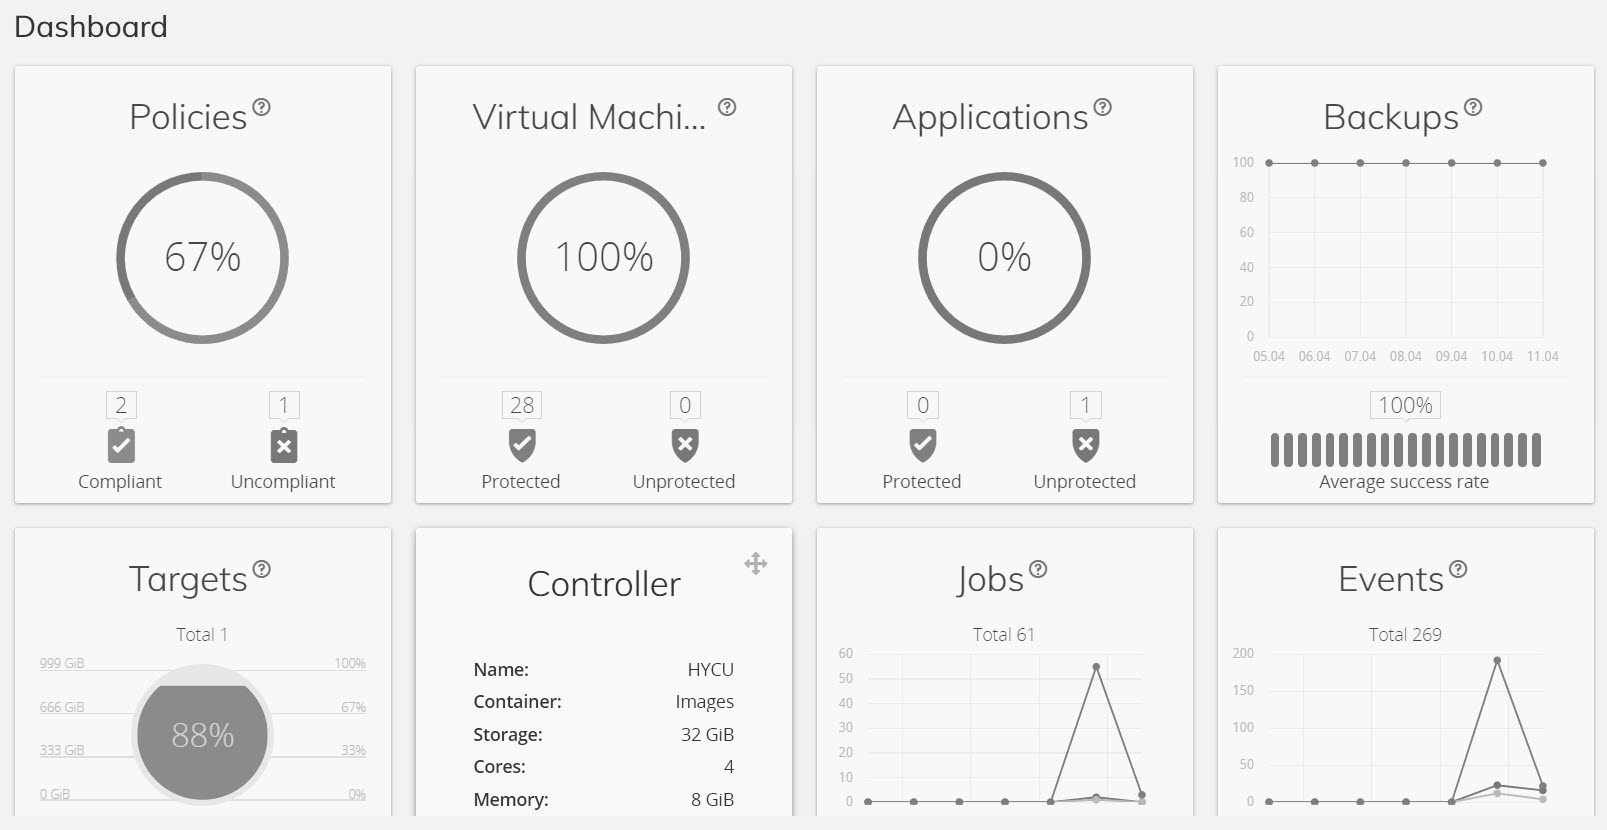 Dashboard
Policies
67%
2
1
Compliant
Uncompliant
Virtual Machi...
100%
28
0
Protected
Unprotected
Applications
0%
0
1
Protected
Unprotected
Backups
100
80
60
40
20
0
05.04 06.04 07.04 08.04 09.04 10.04 11.04
100%
Average success rate
Targets
Total 1
999 GiB 100%
666 GiB 67%
88%
333 GiB 33%
0 GiB 0%
Controller
Name: HYCU
Container: Images
Storage: 32 GiB
Cores: 4
Memory: 8 GiB
Jobs
Total 61
60
50
40
30
20
10
0
Events
Total 269
200
150
100
50
0